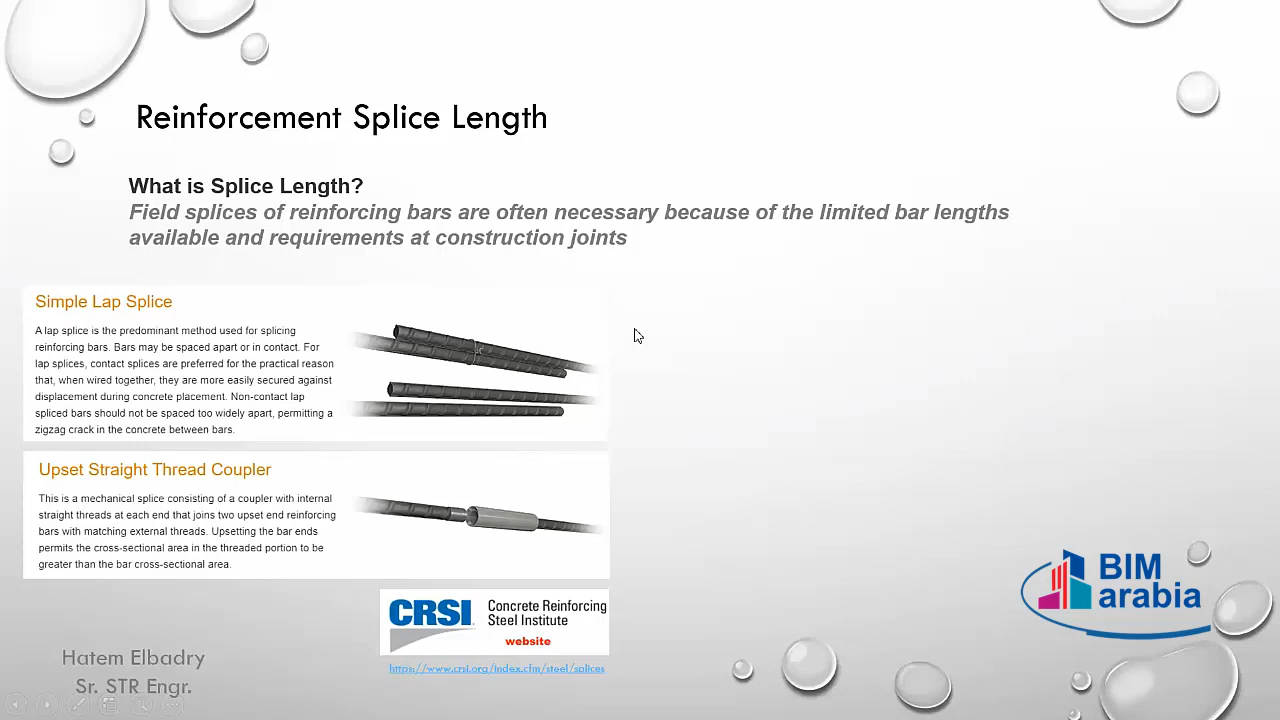 Reinforcement Splice Length
What is Splice Length?
Field splices of reinforcing bars are often necessary because of the limited bar lengths
available and requirements at construction joints
Simple Lap Splice
A lap splice is the predominant method used for splicing
reinforcing bars. Bars may be spaced apart or in contact. For
lap splices, contact splices are preferred for the practical reason
that, when wired together, they are more easily secured against
displacement during concrete placement. Non-contact lap
spliced bars should not be spaced too widely apart, permitting a
zigzag crack in the concrete between bars.
Upset Straight Thread Coupler
This is a mechanical splice consisting of a coupler with internal
straight threads at each end that joins two upset end reinforcing
bars with matching external threads. Upsetting the bar ends
permits the cross-sectional area in the threaded portion to be
greater than the bar cross-sectional area.
CRSI
Concrete Reinforcing
Steel Institute
website
https://www.crsi.org/index.cfm/steel/splices
BIM
arabia
Hatem Elbadry
Sr. STR Engr.